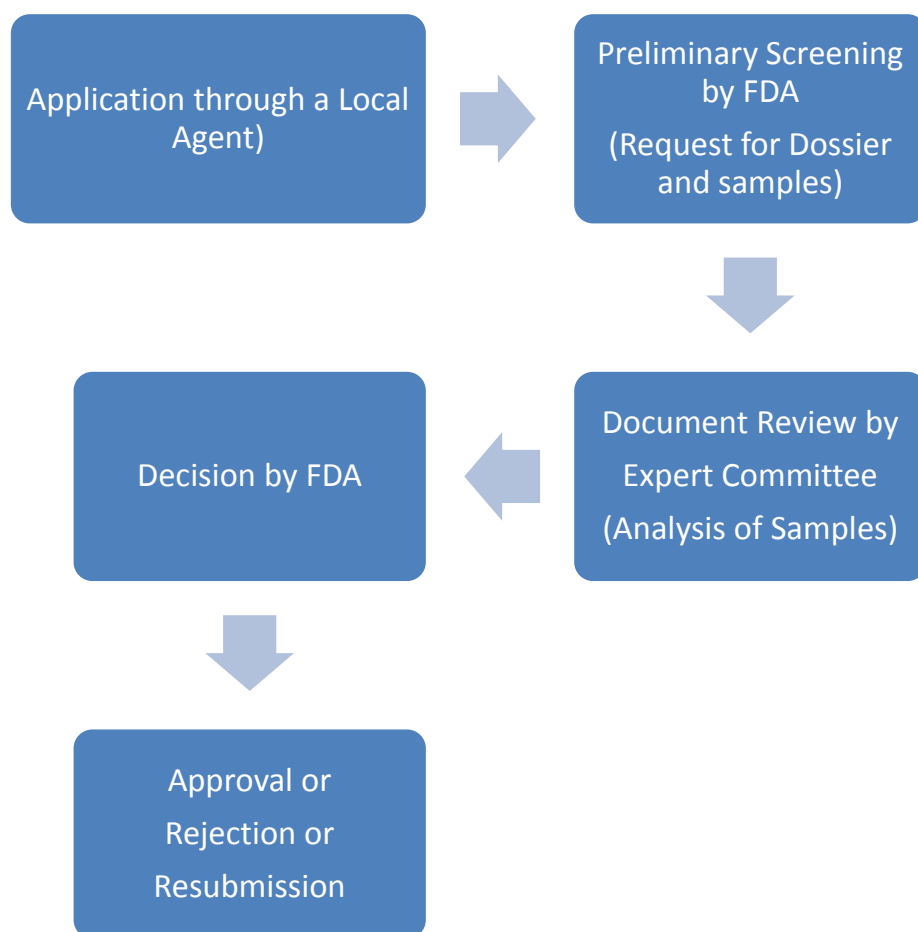 Application through a Local
Agent)
Preliminary Screening
by FDA
(Request for Dossier
and samples)
Document Review by
Expert Committee
(Analysis of Samples)
Decision by FDA
Approval or
Rejection or
Resubmission